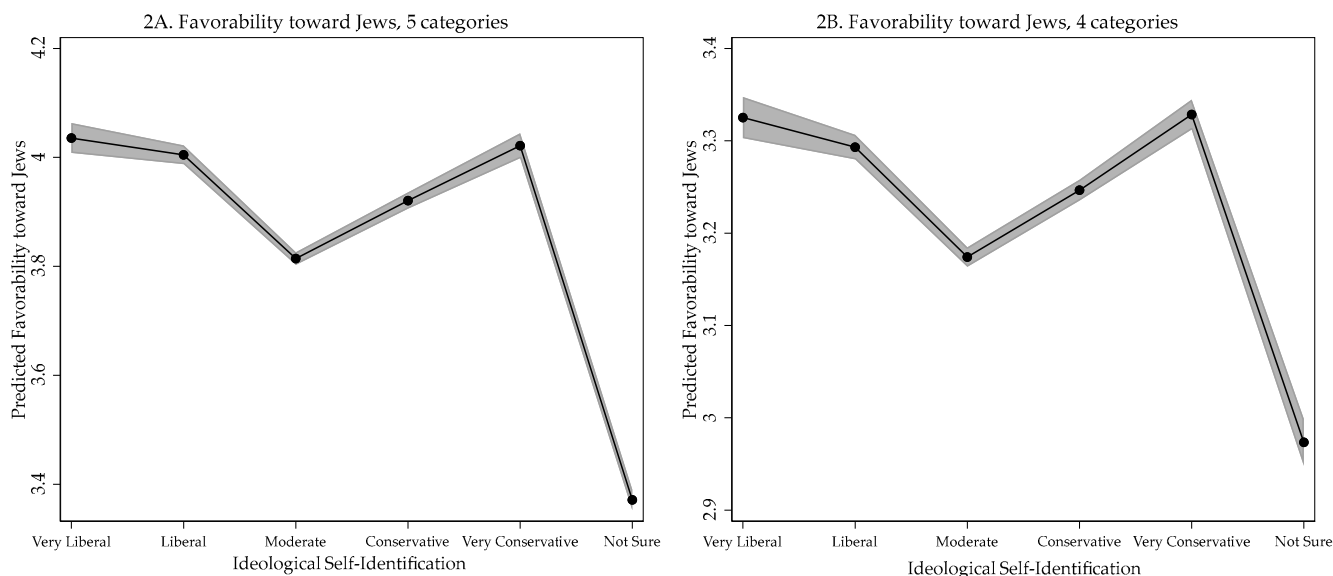 2A. Favorability toward Jews, 5 categories
Predicted Favorability toward Jews
4.2
4
3.8
3.6
3.4
Very Liberal Liberal Moderate Conservative Very Conservative Not Sure
Ideological Self-Identification
2B. Favorability toward Jews, 4 categories
Predicted Favorability toward Jews
3.4
3.3
3.2
3.1
3
2.9
Very Liberal Liberal Moderate Conservative Very Conservative Not Sure
Ideological Self-Identification